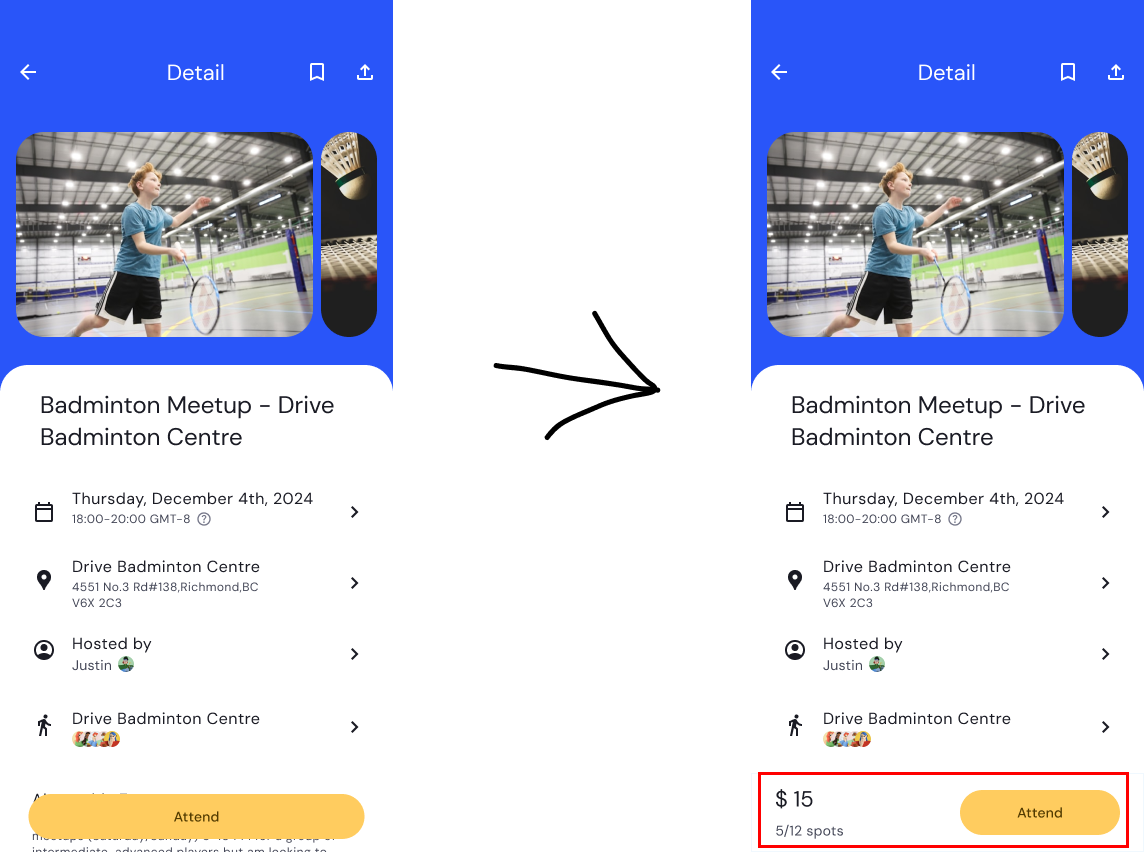 Detail
Badminton Meetup - Drive
Badminton Centre
Thursday, December 4th, 2024
18:00-20:00 GMT-8
Drive Badminton Centre
4551 No.3 Rd#138,Richmond,BC
V6X 2C3
Hosted by
Justin
Drive Badminton Centre
Attend
intermediate, advanced players but am looking to
Detail
Badminton Meetup - Drive
Badminton Centre
Thursday, December 4th, 2024
18:00-20:00 GMT-8
Drive Badminton Centre
4551 No.3 Rd#138,Richmond,BC
V6X 2C3
Hosted by
Justin
Drive Badminton Centre
$ 15
5/12 spots
Attend